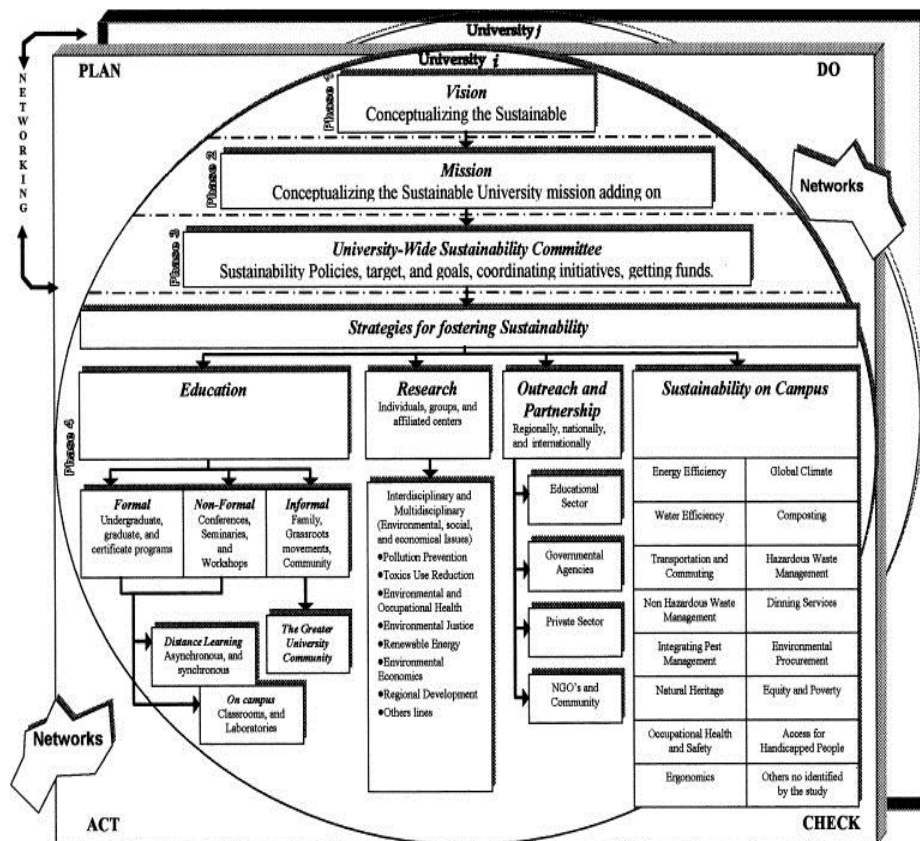 University j
University i
PLAN
DO
NETWORKING
Phase 1
Vision
Conceptualizing the Sustainable
Phase 2
Mission
Conceptualizing the Sustainable University mission adding on
Networks
Phase 3
University-Wide Sustainability Committee
Sustainability Policies, target, and goals, coordinating initiatives, getting funds.
Strategies for fostering Sustainability
Phase 4
Education
Research
Individuals, groups, and
affiliated centers
Outreach and
Partnership
Regionally, nationally,
and internationally
Sustainability on Campus
Formal
Undergraduate,
graduate, and
certificate programs
Non-Formal
Conferences,
Seminaries,
and
Workshops
Informal
Family,
Grassroots
movements,
Community
Distance Learning
Asynchronous, and
synchronous
On campus
Classrooms, and
Laboratories
The Greater
University
Community
Interdisciplinary and
Multidisciplinary
(Environmental, social,
and economical Issues)
●Pollution Prevention
●Toxics Use Reduction
●Environmental and
Occupational Health
●Environmental Justice
●Renewable Energy
●Environmental
Economics
●Regional Development
●Others lines
Educational
Sector
Governmental
Agencies
Private Sector
NGO's and
Community
Energy Efficiency
Global Climate
Water Efficiency
Composting
Transportation and
Commuting
Hazardous Waste
Management
Non Hazardous Waste
Management
Dinning Services
Integrating Pest
Management
Environmental
Procurement
Natural Heritage
Equity and Poverty
Occupational Health
and Safety
Access for
Handicapped People
Ergonomics
Others no identified
by the study
Networks
ACT
CHECK